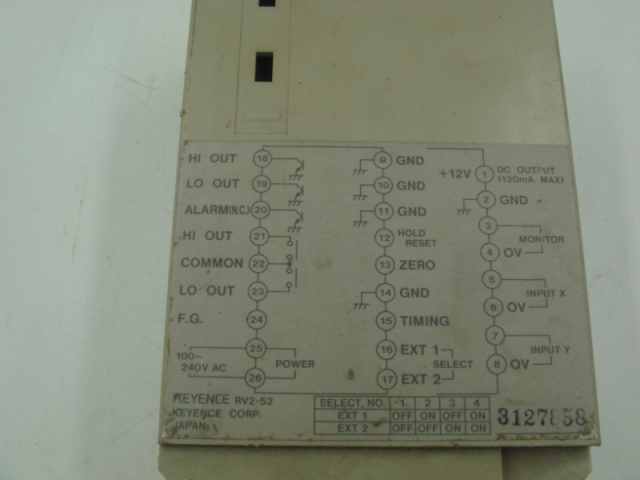 HI OUT 18
LO OUT 19
ALARM(N.C.) 20
HI OUT 21
COMMON 22
LO OUT 23
F.G. 24
100~
240V AC
25
26
POWER
9 GND
10 GND
11 GND
12 HOLD
RESET
13 ZERO
14 GND
15 TIMING
16 EXT 1
SELECT
17 EXT 2
+12V 1 DC OUTPUT
(120mA MAX)
2 GND -
3
MONITOR
4 0V
5
INPUT X
6 0V
7
INPUT Y
8 0V
KEYENCE RV2-52
KEYENCE CORP.
JAPAN
SELECT, NO. 1 2 3 4
EXT 1 OFF ON OFF ON
EXT 2 OFF OFF ON ON